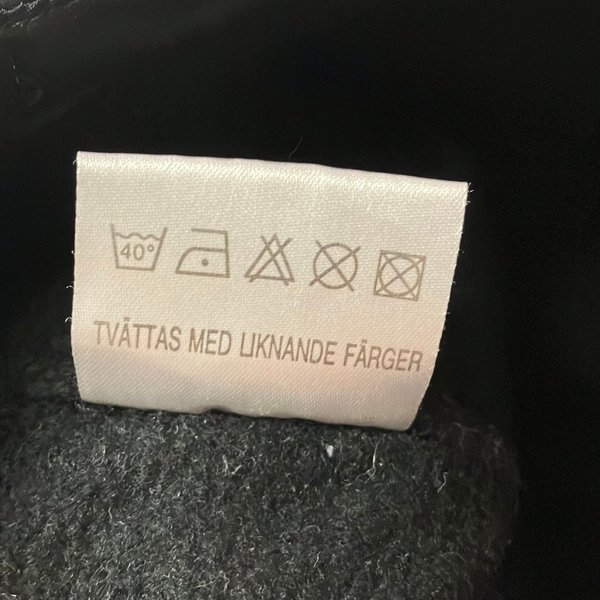 40°
TVÄTTAS MED LIKNANDE FÄRGER